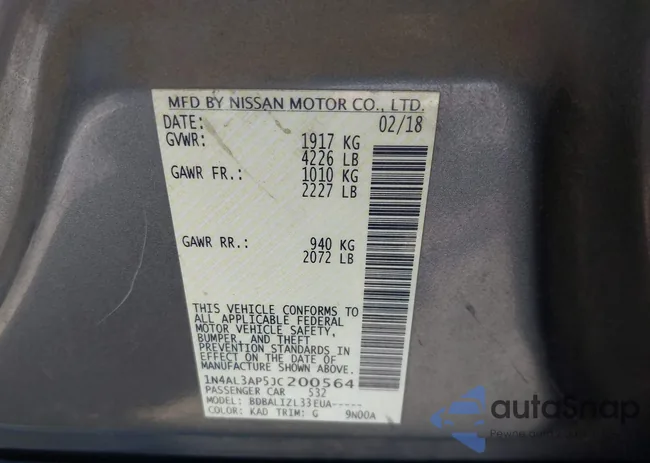 MFD BY NISSAN MOTOR CO., LTD.
DATE: 02/18
GVWR: 1917 KG
4226 LB
GAWR FR.: 1010 KG
2227 LB
GAWR RR.: 940 KG
2072 LB
THIS VEHICLE CONFORMS TO
ALL APPLICABLE FEDERAL
MOTOR VEHICLE SAFETY,
BUMPER, AND THEFT
PREVENTION STANDARDS
IN EFFECT ON THE DATE OF
MANUFACTURE SHOWN ABOVE.
1N4AL3AP5JC200564
PASSENGER CAR 532
MODEL: BDBALIZL33EUA-----
COLOR: KAD TRIM: G 9N00A
autoSnap